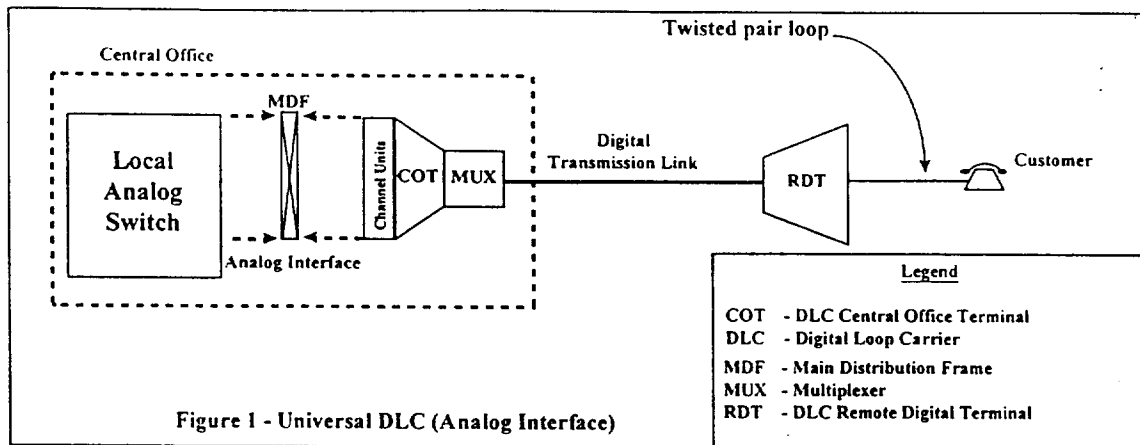 Twisted pair loop
Central Office
MDF
Local
Analog
Switch
Channel Units
COT
MUX
Digital
Transmission Link
RDT
Customer
Analog Interface
Legend
COT - DLC Central Office Terminal
DLC - Digital Loop Carrier
MDF - Main Distribution Frame
MUX - Multiplexer
RDT - DLC Remote Digital Terminal
Figure 1 - Universal DLC (Analog Interface)